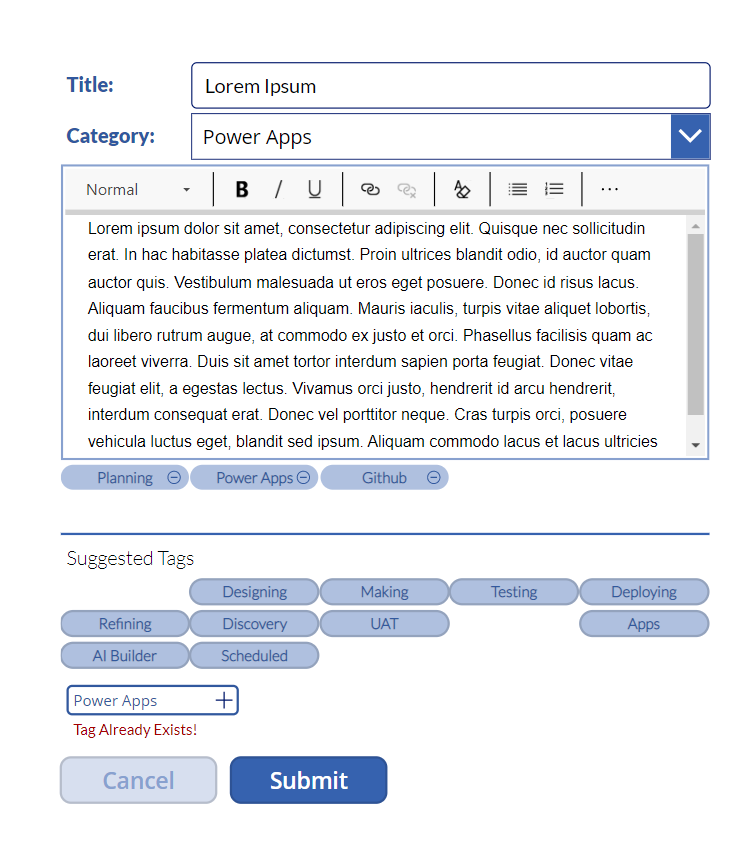 Title: Lorem Ipsum
Category: Power Apps
Normal B / U ...
Lorem ipsum dolor sit amet, consectetur adipiscing elit. Quisque nec sollicitudin
erat. In hac habitasse platea dictumst. Proin ultrices blandit odio, id auctor quam
auctor quis. Vestibulum malesuada ut eros eget posuere. Donec id risus lacus.
Aliquam faucibus fermentum aliquam. Mauris iaculis, turpis vitae aliquet lobortis,
dui libero rutrum augue, at commodo ex justo et orci. Phasellus facilisis quam ac
laoreet viverra. Duis sit amet tortor interdum sapien porta feugiat. Donec vitae
feugiat elit, a egestas lectus. Vivamus orci justo, hendrerit id arcu hendrerit,
interdum consequat erat. Donec vel porttitor neque. Cras turpis orci, posuere
vehicula luctus eget, blandit sed ipsum. Aliquam commodo lacus et lacus ultricies
Planning Power Apps Github
Suggested Tags
Designing Making Testing Deploying
Refining Discovery UAT Apps
AI Builder Scheduled
Power Apps +
Tag Already Exists!
Cancel Submit